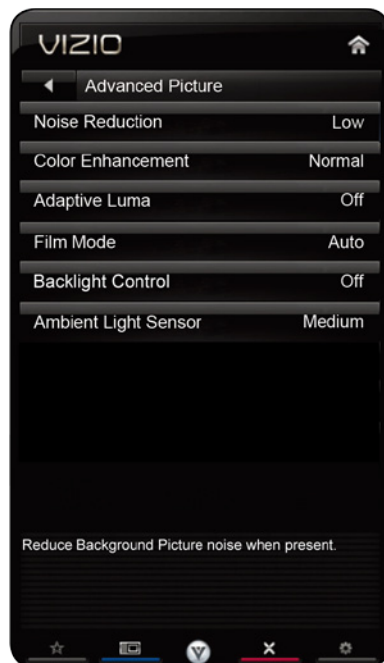 VIZIO
Advanced Picture
Noise Reduction Low
Color Enhancement Normal
Adaptive Luma Off
Film Mode Auto
Backlight Control Off
Ambient Light Sensor Medium
Reduce Background Picture noise when present.
V